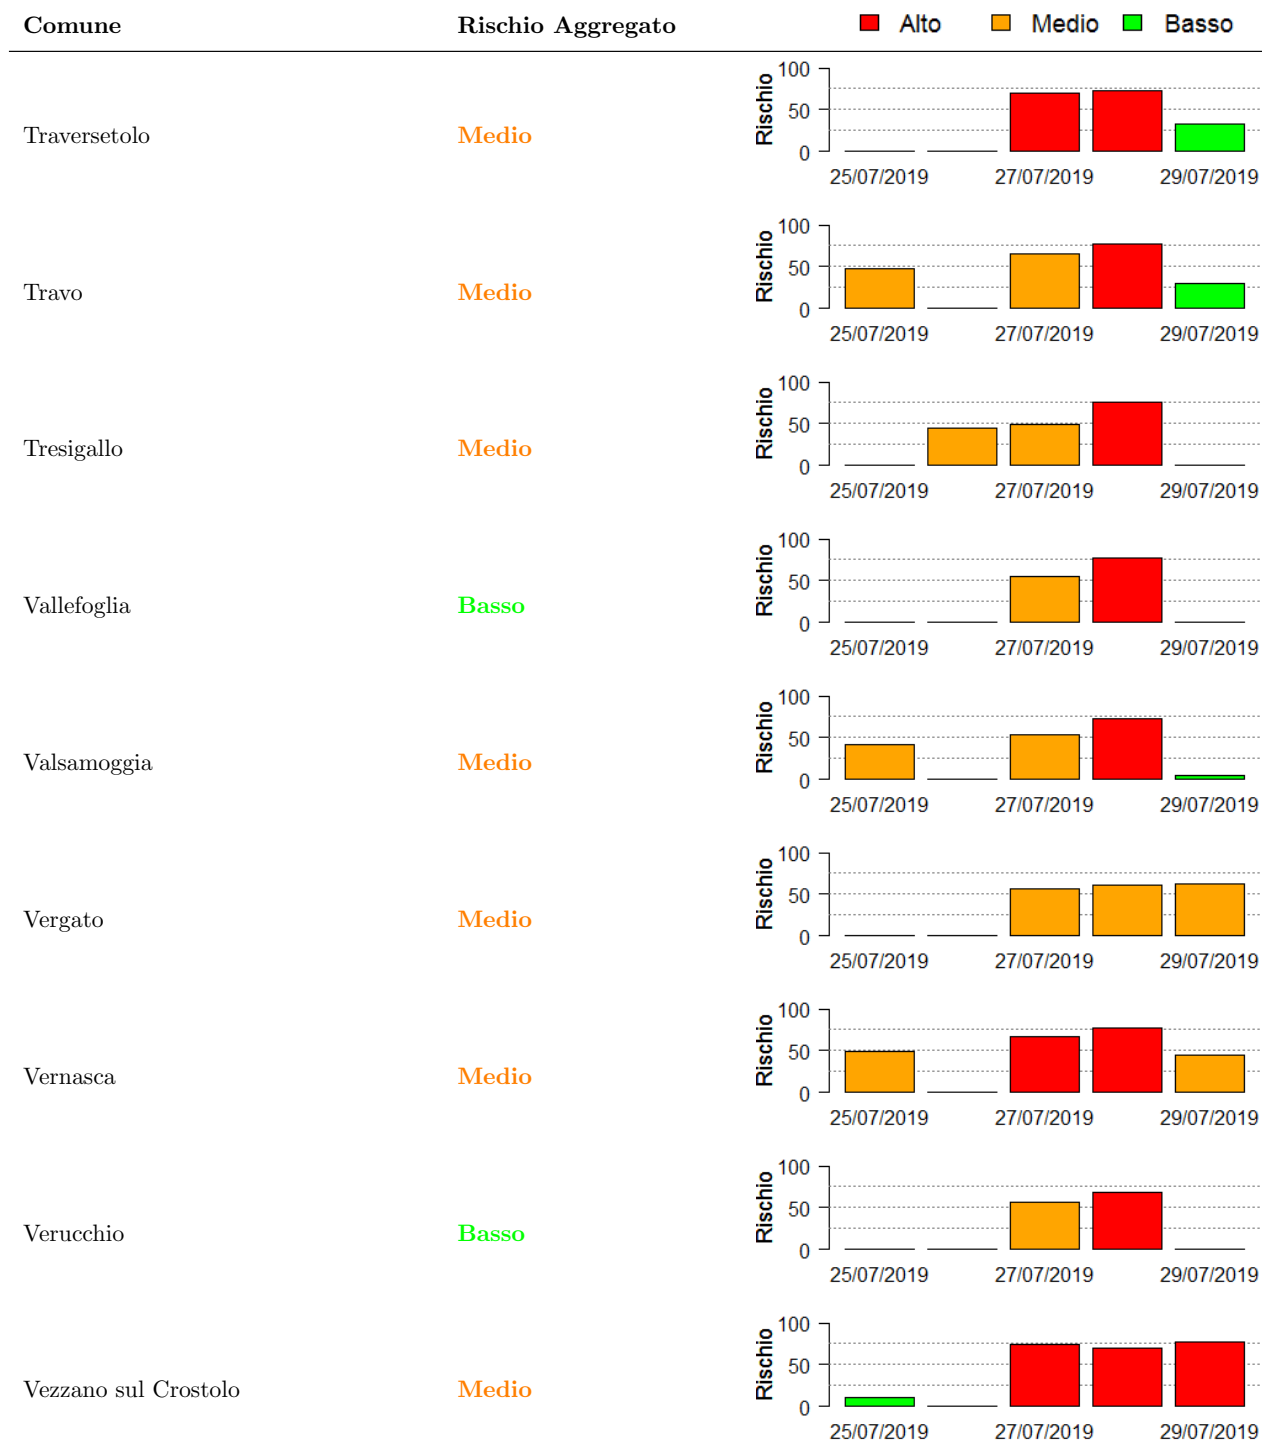 Comune Rischio Aggregato Alto Medio Basso
Traversetolo Medio Rischio 100 50 0
25/07/2019 27/07/2019 29/07/2019
Travo Medio Rischio 100 50 0
25/07/2019 27/07/2019 29/07/2019
Tresigallo Medio Rischio 100 50 0
25/07/2019 27/07/2019 29/07/2019
Vallefoglia Basso Rischio 100 50 0
25/07/2019 27/07/2019 29/07/2019
Valsamoggia Medio Rischio 100 50 0
25/07/2019 27/07/2019 29/07/2019
Vergato Medio Rischio 100 50 0
25/07/2019 27/07/2019 29/07/2019
Vernasca Medio Rischio 100 50 0
25/07/2019 27/07/2019 29/07/2019
Verucchio Basso Rischio 100 50 0
25/07/2019 27/07/2019 29/07/2019
Vezzano sul Crostolo Medio Rischio 100 50 0
25/07/2019 27/07/2019 29/07/2019